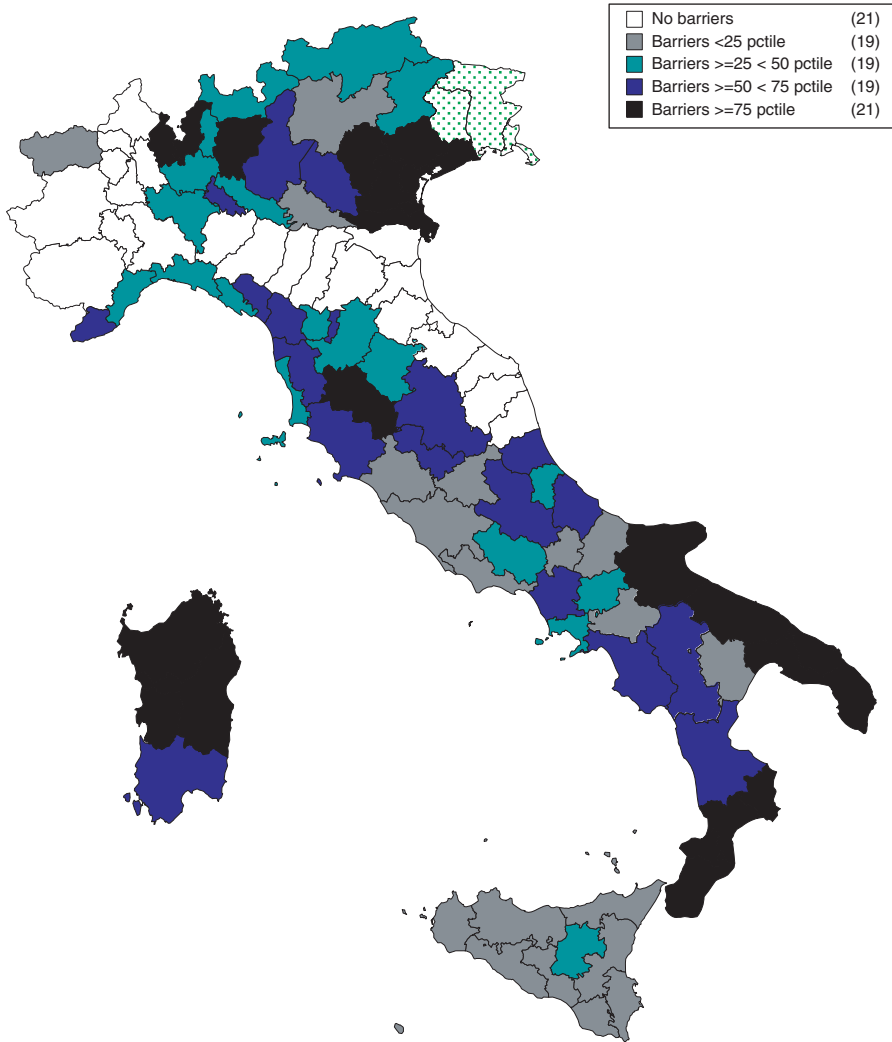 No barriers (21)
Barriers <25 pctile (19)
Barriers >=25 < 50 pctile (19)
Barriers >=50 < 75 pctile (19)
Barriers >=75 pctile (21)